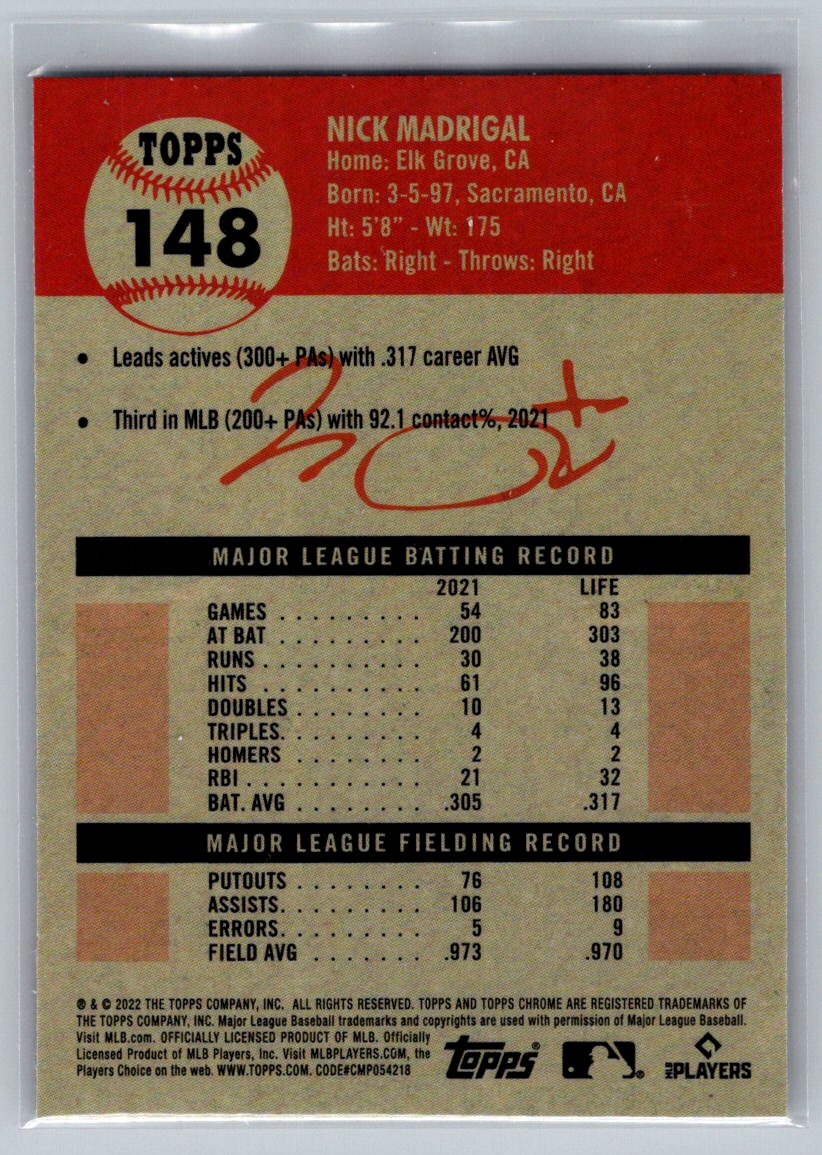 TOPPS
148
NICK MADRIGAL
Home: Elk Grove, CA
Born: 3-5-97, Sacramento, CA
Ht: 5'8" - Wt: 175
Bats: Right - Throws: Right
• Leads actives (300+ PAs) with .317 career AVG
• Third in MLB (200+ PAs) with 92.1 contact%, 2021
MAJOR LEAGUE BATTING RECORD
2021 LIFE
GAMES . . . . . . . . . 54 83
AT BAT . . . . . . . . . 200 303
RUNS . . . . . . . . . . 30 38
HITS . . . . . . . . . . 61 96
DOUBLES . . . . . . . . 10 13
TRIPLES. . . . . . . . . 4 4
HOMERS . . . . . . . . 2 2
RBI . . . . . . . . . . . 21 32
BAT. AVG . . . . . . . . .305 .317
MAJOR LEAGUE FIELDING RECORD
PUTOUTS . . . . . . . . 76 108
ASSISTS. . . . . . . . . 106 180
ERRORS. . . . . . . . . 5 9
FIELD AVG . . . . . . . .973 .970
® & © 2022 THE TOPPS COMPANY, INC. ALL RIGHTS RESERVED. TOPPS AND TOPPS CHROME ARE REGISTERED TRADEMARKS OF
THE TOPPS COMPANY, INC. Major League Baseball trademarks and copyrights are used with permission of Major League Baseball.
Visit MLB.com. OFFICIALLY LICENSED PRODUCT OF MLB. Officially
Licensed Product of MLB Players, Inc. Visit MLBPLAYERS.COM, the
Players Choice on the web. WWW.TOPPS.COM. CODE#CMP054218
TOPPS®
MLB PLAYERS